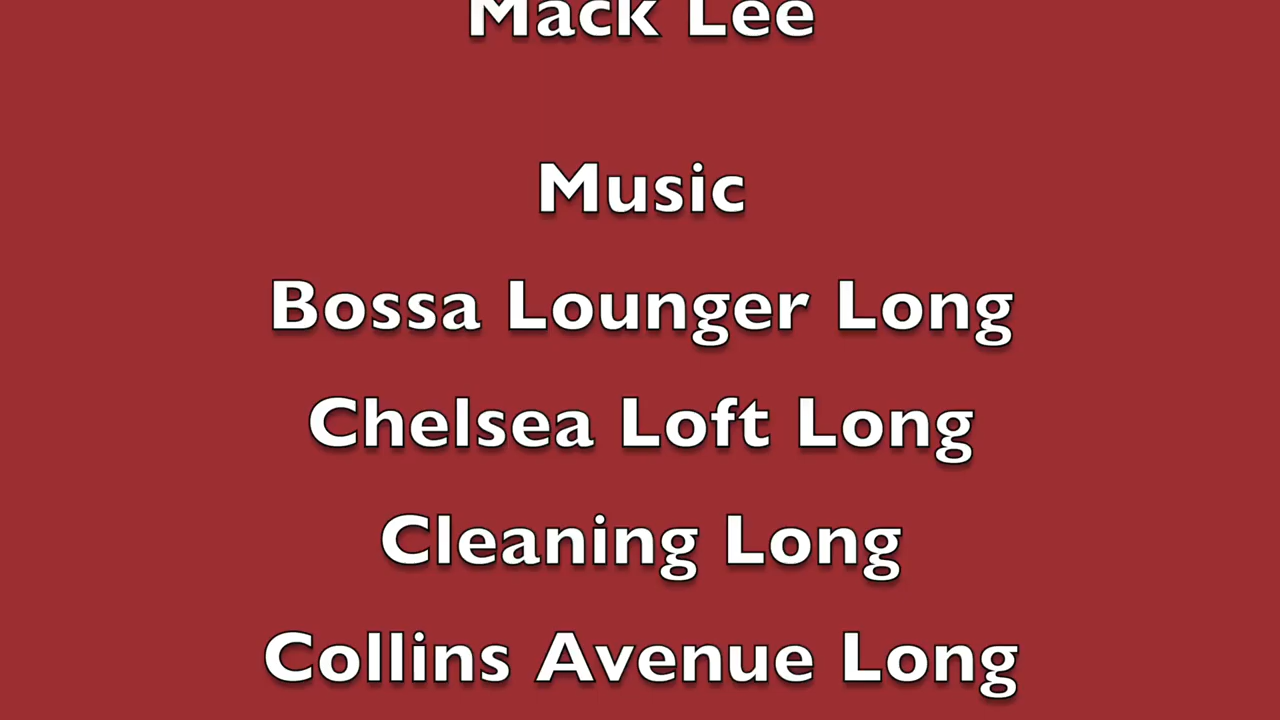 Mack Lee
Music
Bossa Lounger Long
Chelsea Loft Long
Cleaning Long
Collins Avenue Long